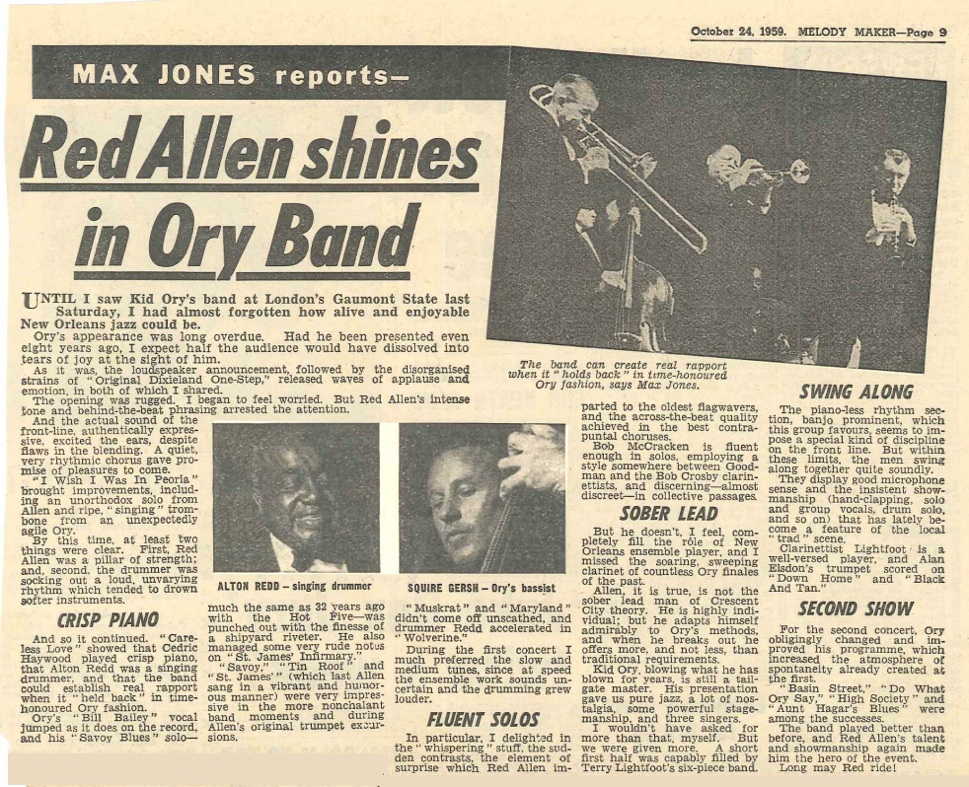 October 24, 1959. MELODY MAKER—Page 9
MAX JONES reports—
Red Allen shines
in Ory Band
UNTIL I saw Kid Ory's band at London's Gaumont State last
Saturday, I had almost forgotten how alive and enjoyable
New Orleans jazz could be.
Ory's appearance was long overdue. Had he been presented even
eight years ago, I expect half the audience would have dissolved into
tears of joy at the sight of him.
As it was, the loudspeaker announcement, followed by the disorganised
strains of "Original Dixieland One-Step," released waves of applause and
emotion, in both of which I shared.
The opening was rugged. I began to feel worried. But Red Allen's intense
tone and behind-the-beat phrasing arrested the attention.
And the actual sound of the
front-line, authentically expres-
sive, excited the ears, despite
flaws in the blending. A quiet,
very rhythmic chorus gave pro-
mise of pleasures to come.
"I Wish I Was In Peoria"
brought improvements, includ-
ing an unorthodox solo from
Allen and ripe, "singing" trom-
bone from an unexpectedly
agile Ory.
By this time, at least two
things were clear. First, Red
Allen was a pillar of strength;
and, second, the drummer was
socking out a loud, unvarying
rhythm which tended to drown
softer instruments.
CRISP PIANO
And so it continued. "Care-
less Love" showed that Cedric
Haywood played crisp piano,
that Alton Redd was a singing
drummer, and that the band
could establish real rapport
when it "held back" in time-
honoured Ory fashion.
Ory's "Bill Bailey" vocal
jumped as it does on the record,
and his "Savoy Blues" solo—
ALTON REDD — singing drummer
much the same as 32 years ago
with the Hot Five—was
punched out with the finesse of
a shipyard riveter. He also
managed some very rude notes
on "St. James' Infirmary."
"Savoy," "Tin Roof" and
"St. James'" (which last Allen
sang in a vibrant and humor-
ous manner) were very impres-
sive in the more nonchalant
band moments and during
Allen's original trumpet excur-
sions.
SQUIRE GERSH — Ory's bassist
"Muskrat" and "Maryland"
didn't come off unscathed, and
drummer Redd accelerated in
"Wolverine."
During the first concert I
much preferred the slow and
medium tunes, since at speed
the ensemble work sounds un-
certain and the drumming grew
louder.
FLUENT SOLOS
In particular, I delighted in
the "whispering" stuff, the sud-
den contrasts, the element of
surprise which Red Allen im-
The band can create real rapport
when it "holds back" in time-honoured
Ory fashion, says Max Jones.
parted to the oldest flagwavers,
and the across-the-beat quality
achieved in the best contra-
puntal choruses.
Bob McCracken is fluent
enough in solos, employing a
style somewhere between Good-
man and the Bob Crosby clarin-
ettists, and discerning—almost
discreet—in collective passages.
SOBER LEAD
But he doesn't, I feel, com-
pletely fill the rôle of New
Orleans ensemble player, and I
missed the soaring, sweeping
clarinet of countless Ory finales
of the past.
Allen, it is true, is not the
sober lead man of Crescent
City theory. He is highly indi-
vidual; but he adapts himself
admirably to Ory's methods,
and when he breaks out he
offers more, and not less, than
traditional requirements.
Kid Ory, blowing what he has
blown for years, is still a tail-
gate master. His presentation
gave us pure jazz, a lot of nos-
talgia, some powerful stage-
manship, and three singers.
I wouldn't have asked for
more than that, myself. But
we were given more. A short
first half was capably filled by
Terry Lightfoot's six-piece band.
SWING ALONG
The piano-less rhythm sec-
tion, banjo prominent, which
this group favours, seems to im-
pose a special kind of discipline
on the front line. But within
these limits, the men swing
along together quite soundly.
They display good microphone
sense and the insistent show-
manship (hand-clapping, solo
and group vocals, drum solo,
and so on) that has lately be-
come a feature of the local
"trad" scene.
Clarinettist Lightfoot is a
well-versed player, and Alan
Elsdon's trumpet, scored on
"Down Home" and "Black
And Tan."
SECOND SHOW
For the second concert, Ory
obligingly changed and im-
proved his programme, which
increased the atmosphere of
spontaneity already created at
the first.
"Basin Street," "Do What
Ory Say," "High Society" and
"Aunt Hagar's Blues" were
among the successes.
The band played better than
before, and Red Allen's talent
and showmanship again made
him the hero of the event.
Long may Red ride!